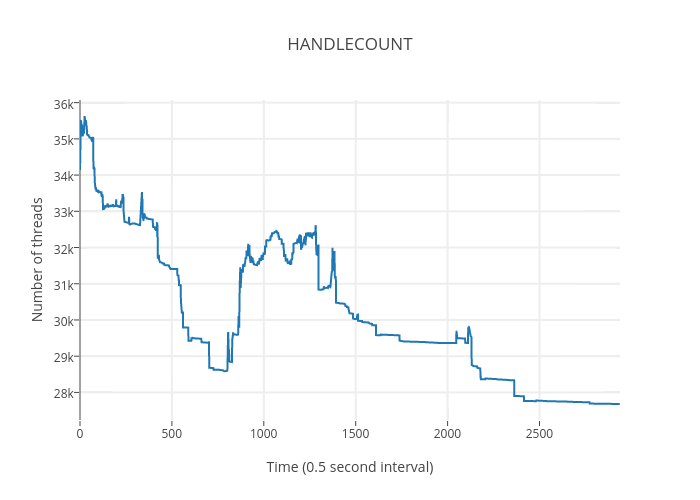 HANDLECOUNT
36k
35k
34k
33k
32k
31k
30k
29k
28k
Number of threads
0
500
1000
1500
2000
2500
Time (0.5 second interval)